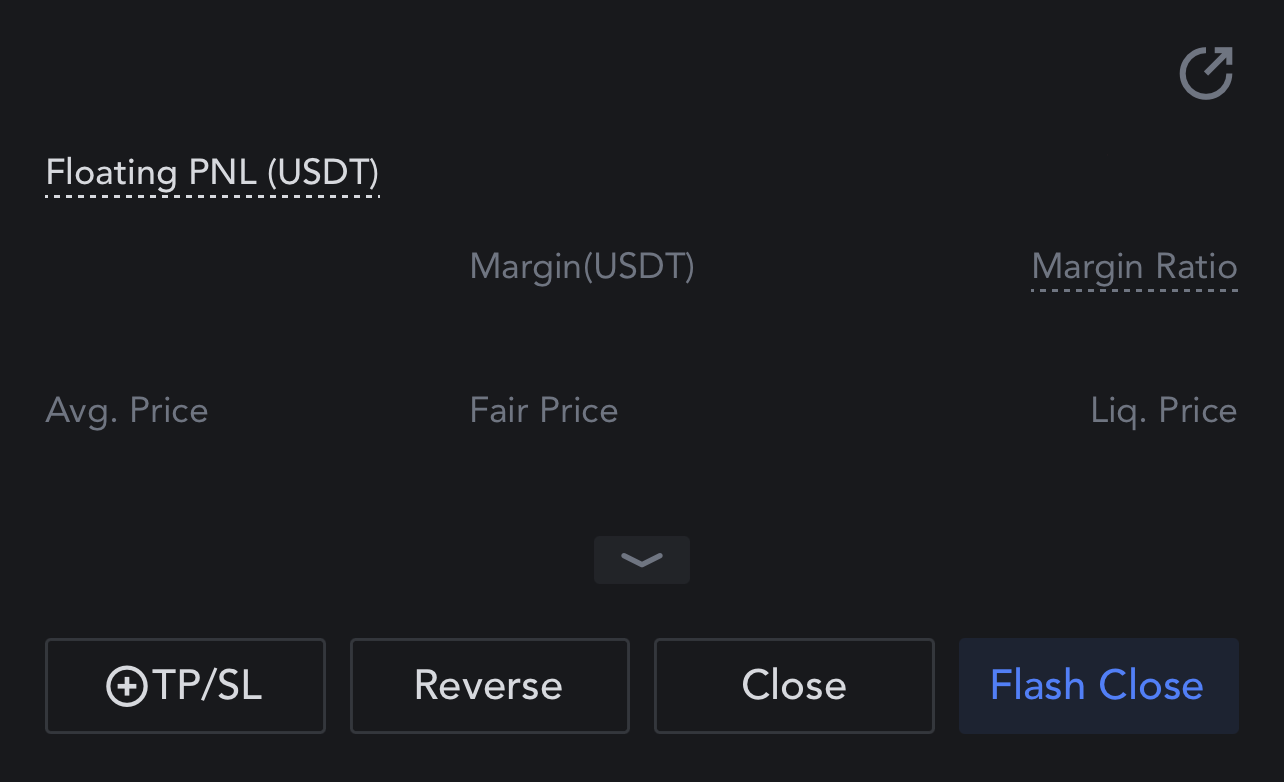 Floating PNL (USDT)
Margin(USDT) Margin Ratio
Avg. Price Fair Price Liq. Price
TP/SL Reverse Close Flash Close